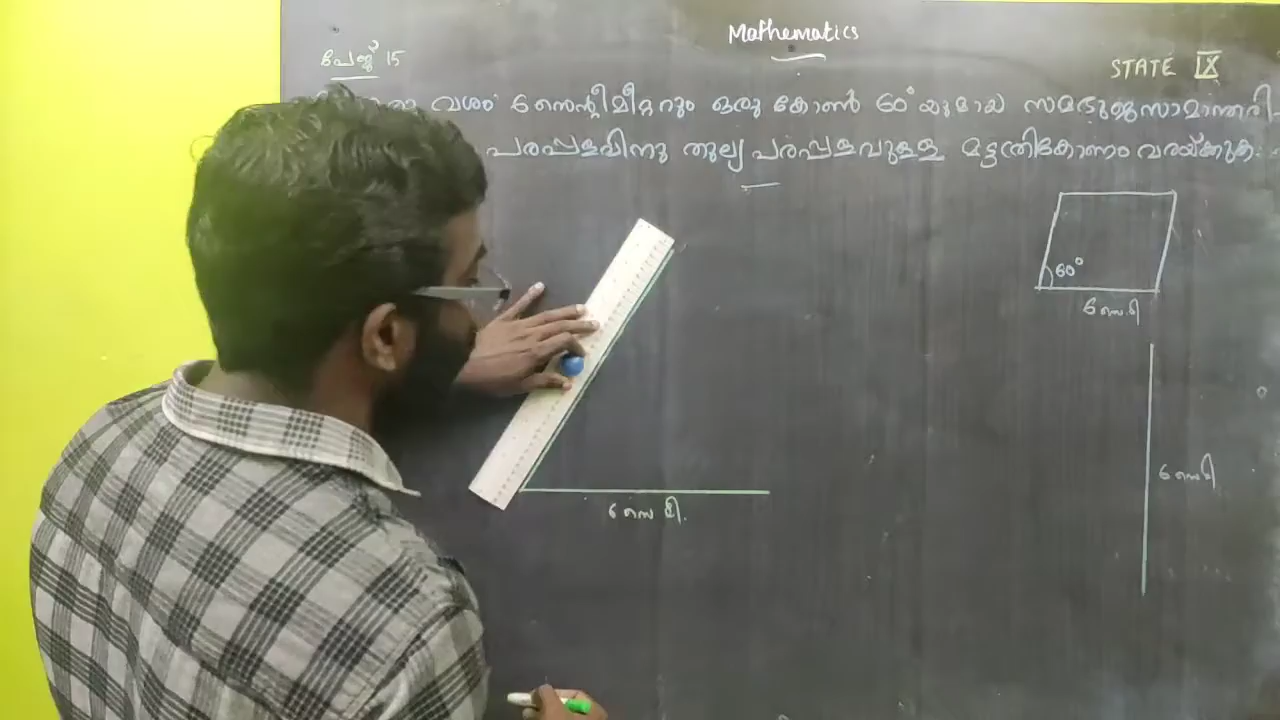 Mathematics
പേജ് 15
STATE IX
വശം 6 സെന്റീമീറ്ററും ഒരു കോൺ 60° യുമായ സമഭുജസാമാന്തരി
പരപ്പളവിനു തുല്യ പരപ്പളവുള്ള മട്ടത്രികോണം വരയ്ക്കുക.
60°
6 സെ.മീ
6 സെ.മീ
6 സെ.മീ.